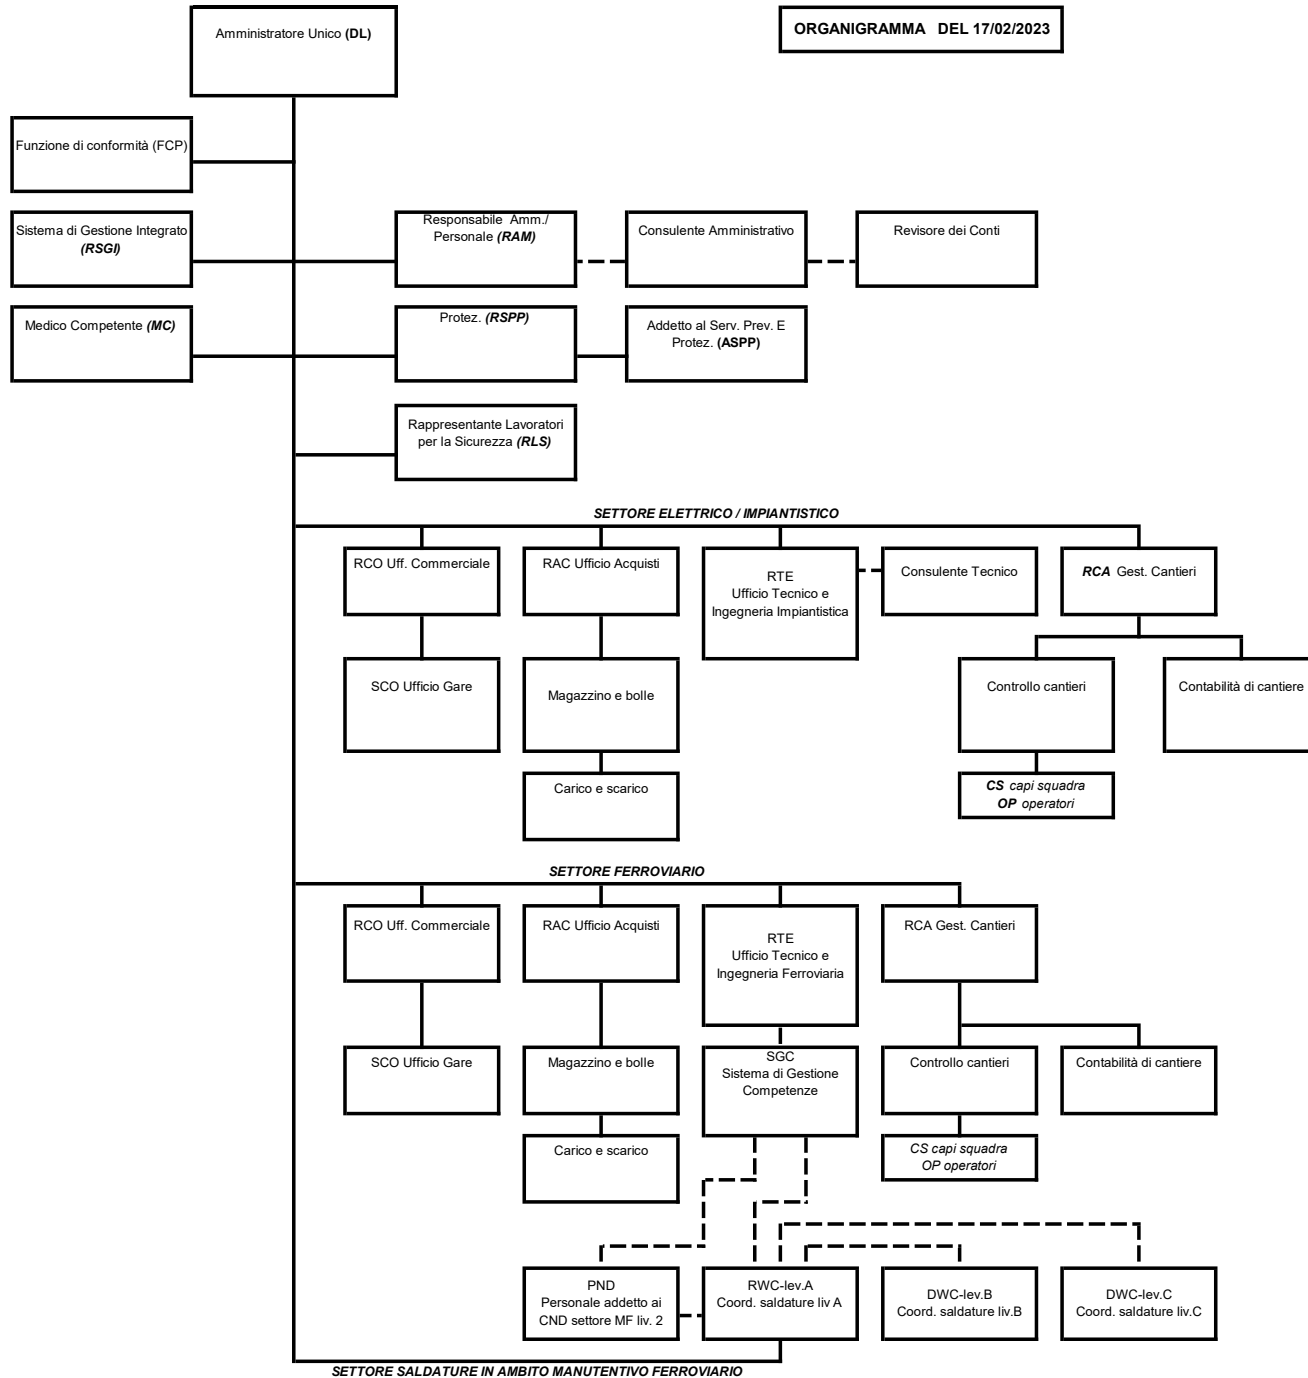 Amministratore Unico (DL)
ORGANIGRAMMA DEL 17/02/2023
Funzione di conformità (FCP)
Sistema di Gestione Integrato
(RSGI)
Responsabile Amm./
Personale (RAM)
Consulente Amministrativo
Revisore dei Conti
Medico Competente (MC)
Protez. (RSPP)
Addetto al Serv. Prev. E
Protez. (ASPP)
Rappresentante Lavoratori
per la Sicurezza (RLS)
SETTORE ELETTRICO / IMPIANTISTICO
RCO Uff. Commerciale
RAC Ufficio Acquisti
RTE
Ufficio Tecnico e
Ingegneria Impiantistica
Consulente Tecnico
RCA Gest. Cantieri
SCO Ufficio Gare
Magazzino e bolle
Controllo cantieri
Contabilità di cantiere
Carico e scarico
CS capi squadra
OP operatori
SETTORE FERROVIARIO
RCO Uff. Commerciale
RAC Ufficio Acquisti
RTE
Ufficio Tecnico e
Ingegneria Ferroviaria
RCA Gest. Cantieri
SCO Ufficio Gare
Magazzino e bolle
SGC
Sistema di Gestione
Competenze
Controllo cantieri
Contabilità di cantiere
Carico e scarico
CS capi squadra
OP operatori
PND
Personale addetto ai
CND settore MF liv. 2
RWC-lev.A
Coord. saldature liv A
DWC-lev.B
Coord. saldature liv.B
DWC-lev.C
Coord. saldature liv.C
SETTORE SALDATURE IN AMBITO MANUTENTIVO FERROVIARIO